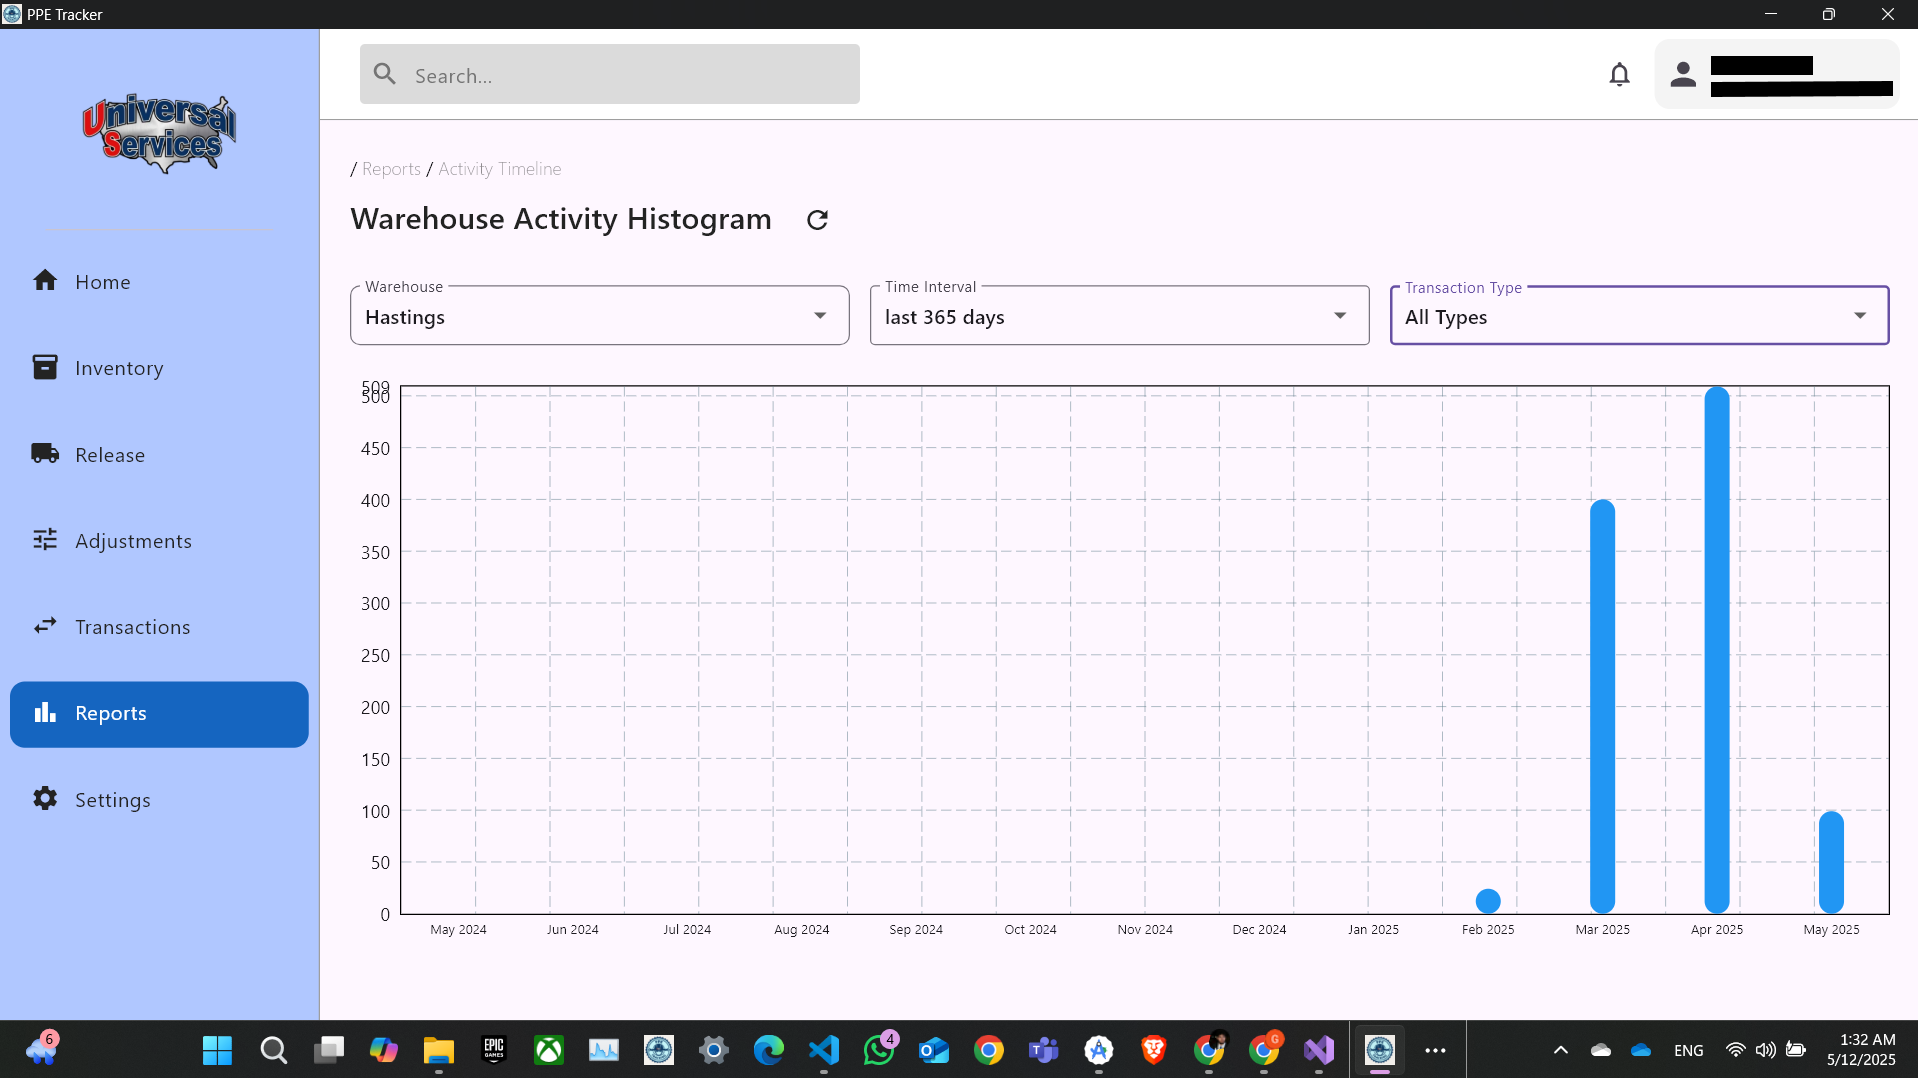 PPE Tracker
Universal
Services
Search...
/ Reports / Activity Timeline
Warehouse Activity Histogram
Home
Inventory
Release
Adjustments
Transactions
Reports
Settings
Warehouse
Hastings
Time Interval
last 365 days
Transaction Type
All Types
509
500
450
400
350
300
250
200
150
100
50
0
May 2024 Jun 2024 Jul 2024 Aug 2024 Sep 2024 Oct 2024 Nov 2024 Dec 2024 Jan 2025 Feb 2025 Mar 2025 Apr 2025 May 2025
6
EPIC
GAMES
4
G
ENG
1:32 AM
5/12/2025